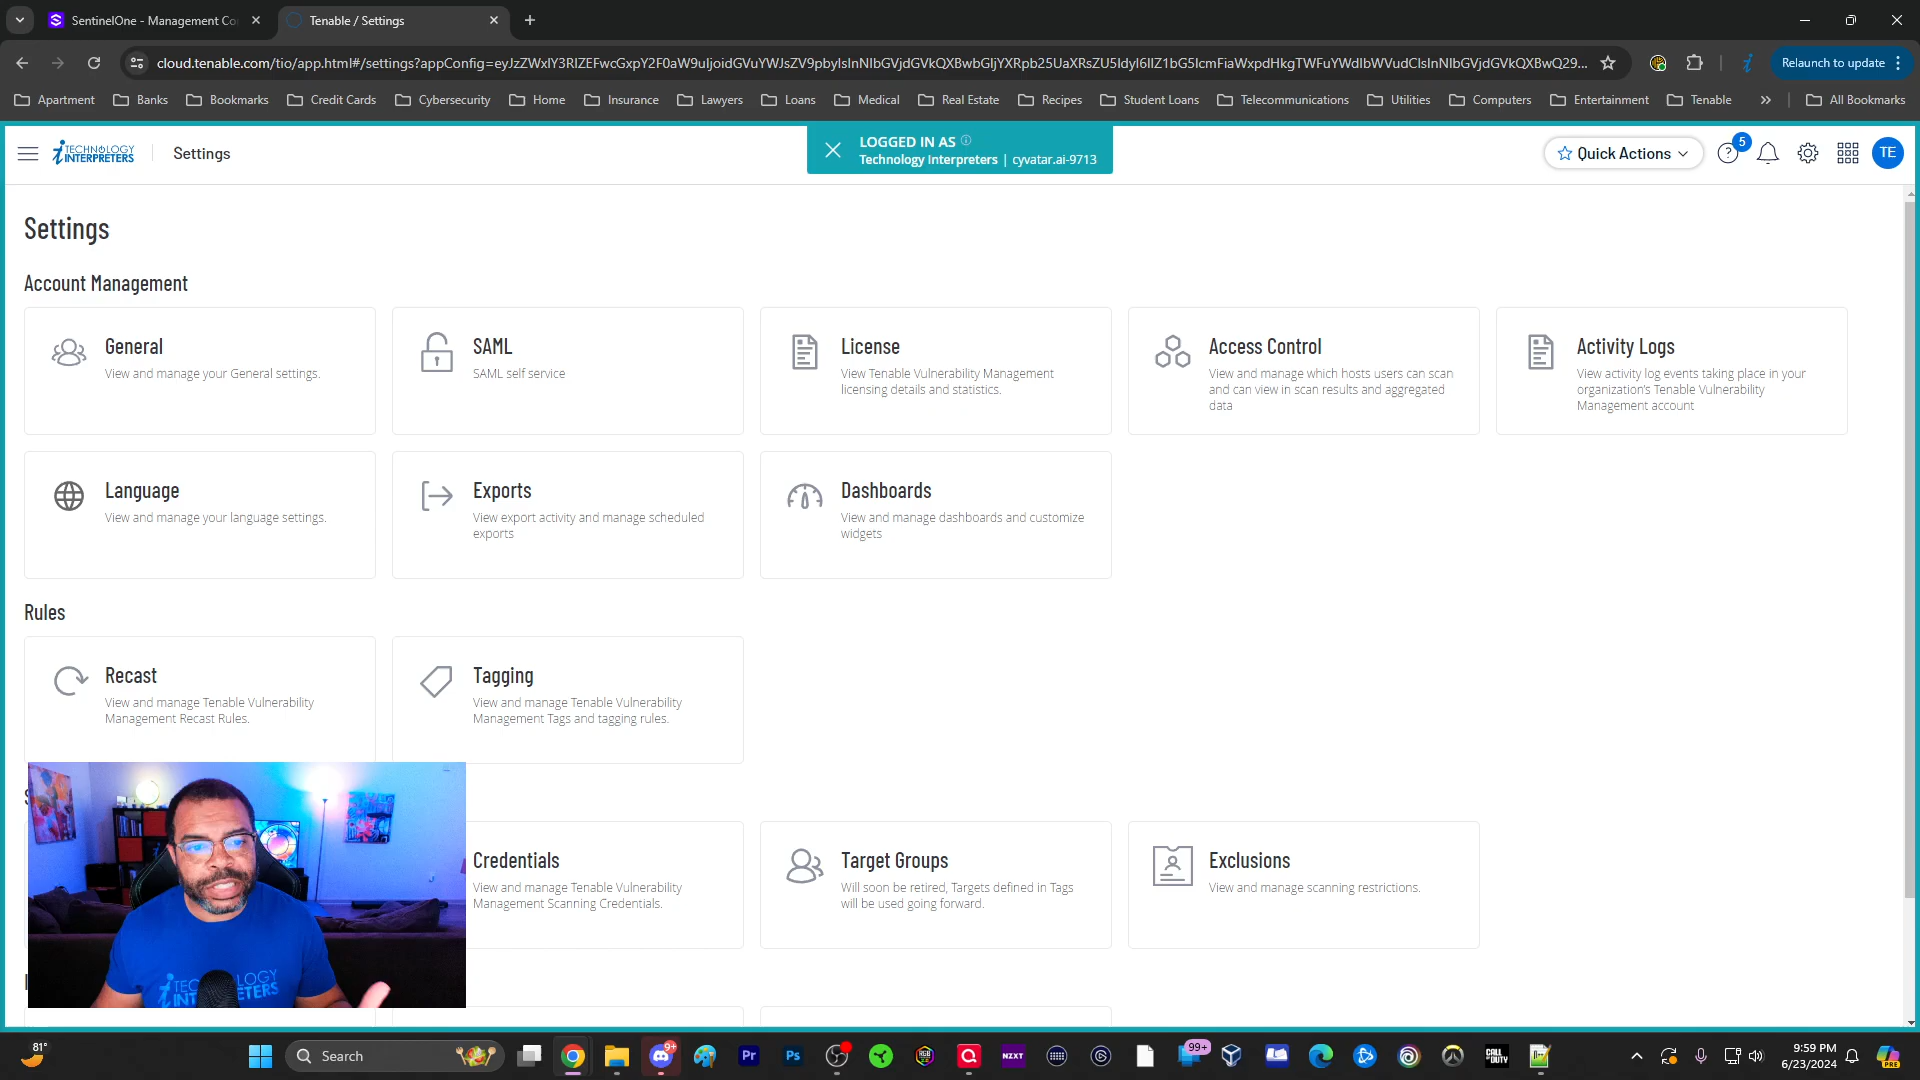 SentinelOne - Management Co
Tenable / Settings
cloud.tenable.com/tio/app.html#/settings?appConfig=
Relaunch to update
Apartment
Banks
Bookmarks
Credit Cards
Cybersecurity
Home
Insurance
Lawyers
Loans
Medical
Real Estate
Recipes
Student Loans
Telecommunications
Utilities
Computers
Entertainment
Tenable
All Bookmarks
TECHNOLOGY
INTERPRETERS
Settings
LOGGED IN AS
Technology Interpreters | cyvatar.ai-9713
Quick Actions
5
TE
Settings
Account Management
General
View and manage your General settings.
SAML
SAML self service
License
View Tenable Vulnerability Management
licensing details and statistics.
Access Control
View and manage which hosts users can scan
and can view in scan results and aggregated
data
Activity Logs
View activity log events taking place in your
organization's Tenable Vulnerability
Management account
Language
View and manage your language settings.
Exports
View export activity and manage scheduled
exports
Dashboards
View and manage dashboards and customize
widgets
Rules
Recast
View and manage Tenable Vulnerability
Management Recast Rules.
Tagging
View and manage Tenable Vulnerability
Management Tags and tagging rules.
Credentials
View and manage Tenable Vulnerability
Management Scanning Credentials.
Target Groups
Will soon be retired, Targets defined in Tags
will be used going forward.
Exclusions
View and manage scanning restrictions.
81°
Search
9+
Pr
Ps
NZXT
99+
CALL DUTY
9:59 PM
6/23/2024
PRE